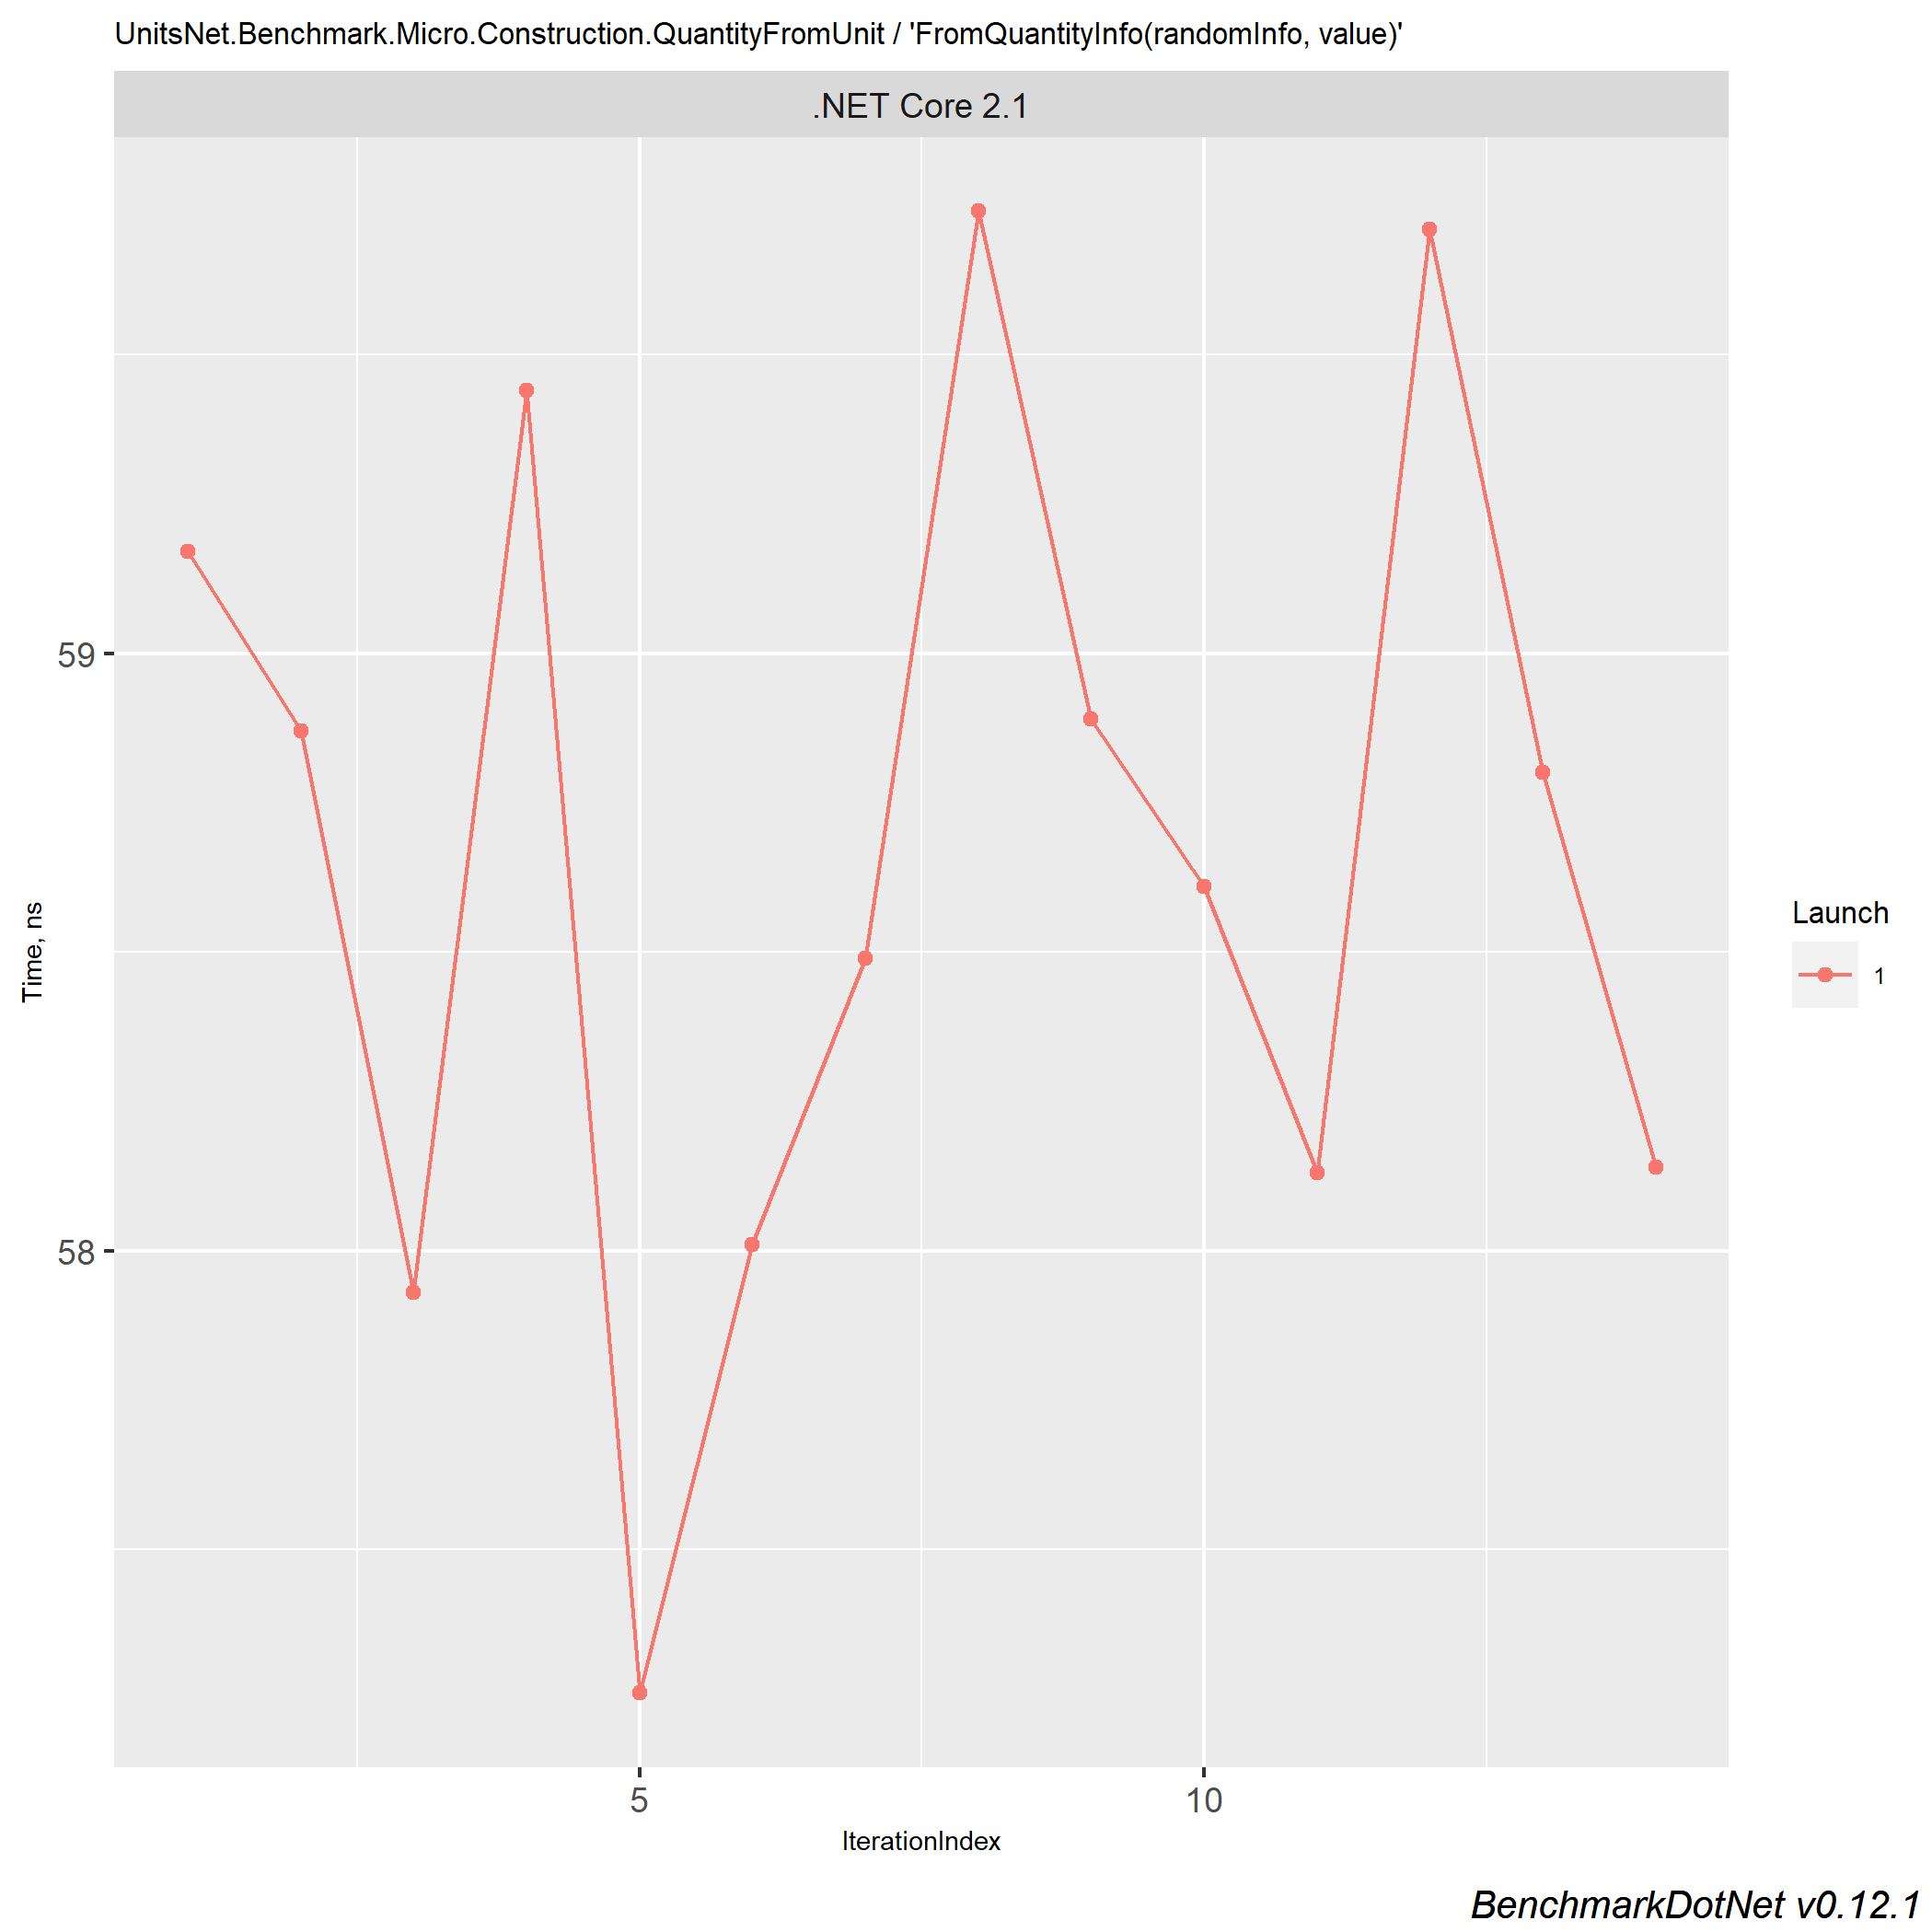 UnitsNet.Benchmark.Micro.Construction.QuantityFromUnit / 'FromQuantityInfo(randomInfo, value)'
.NET Core 2.1
59
58
Time, ns
5
10
IterationIndex
Launch
1
BenchmarkDotNet v0.12.1